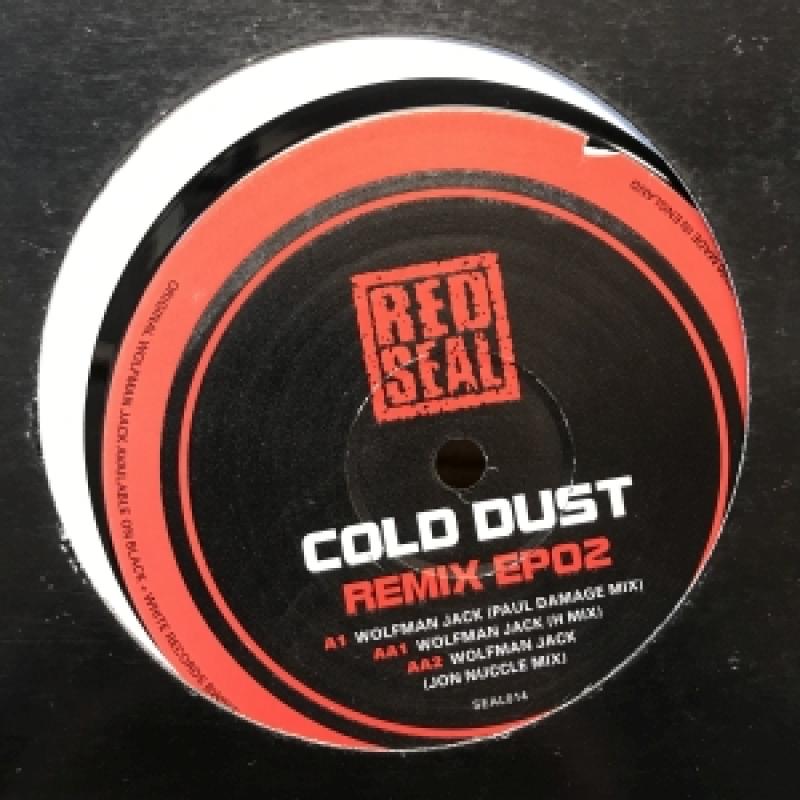 RED
SEAL
COLD DUST
REMIX EP02
A1 WOLFMAN JACK (PAUL DAMAGE MIX)
AA1 WOLFMAN JACK (H MIX)
AA2 WOLFMAN JACK
(JON NUCCLE MIX)
SEAL014
ORIGINAL WOLFMAN JACK AVAILABLE ON BLACK + WHITE RECORDS
MADE IN ENGLAND